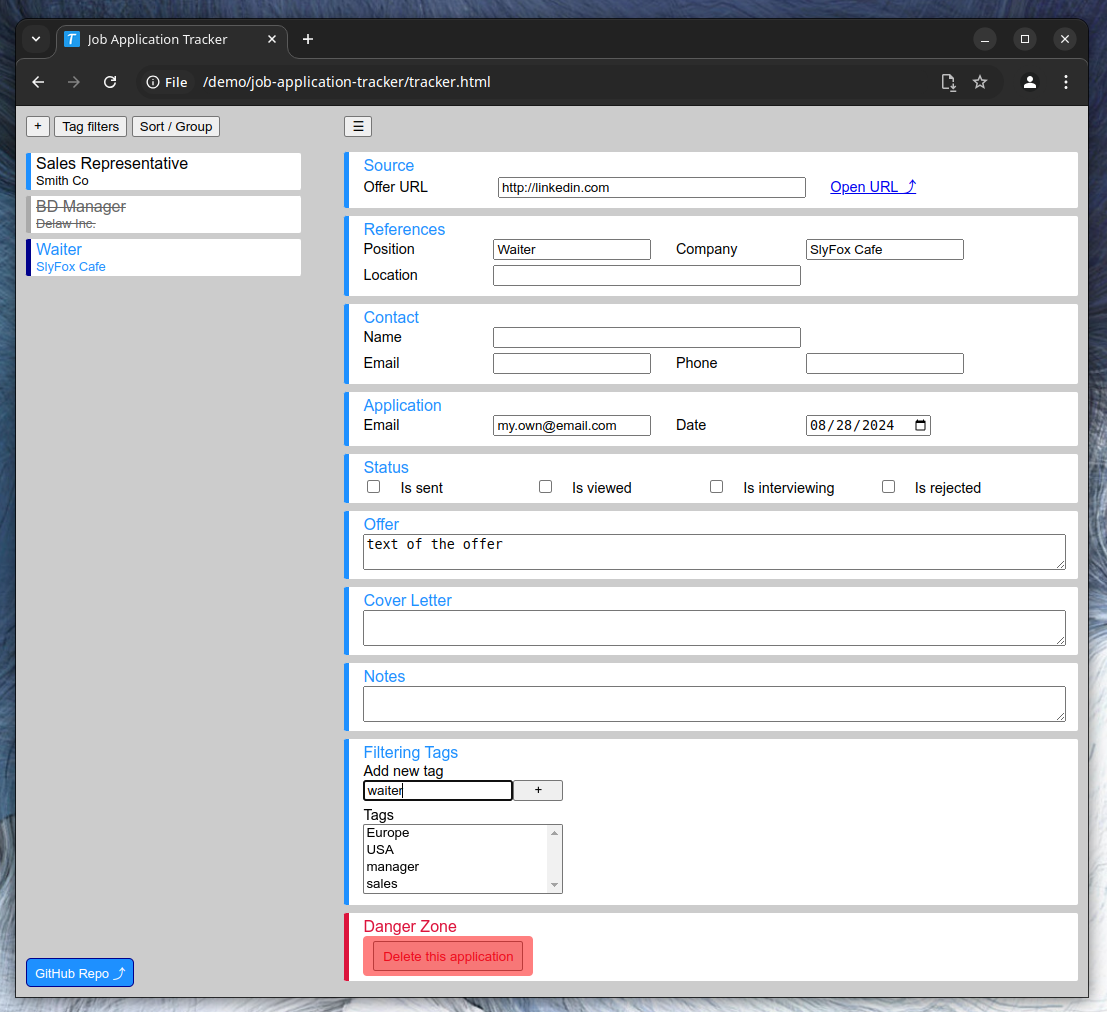 Job Application Tracker
File /demo/job-application-tracker/tracker.html
+ Tag filters Sort / Group ☰
Sales Representative
Smith Co
BD Manager
Delaw Inc.
Waiter
SlyFox Cafe
GitHub Repo ⤴
Source
Offer URL http://linkedin.com Open URL ⤴
References
Position Waiter Company SlyFox Cafe
Location
Contact
Name
Email Phone
Application
Email my.own@email.com Date 08/28/2024
Status
Is sent Is viewed Is interviewing Is rejected
Offer
text of the offer
Cover Letter
Notes
Filtering Tags
Add new tag
waiter +
Tags
Europe
USA
manager
sales
Danger Zone
Delete this application